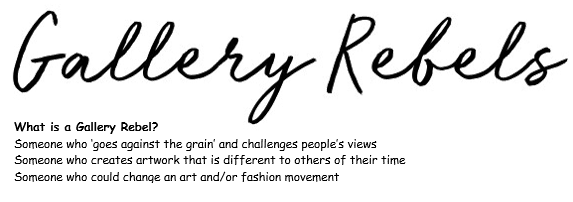 Gallery Rebels
What is a Gallery Rebel?
Someone who ‘goes against the grain’ and challenges people’s views
Someone who creates artwork that is different to others of their time
Someone who could change an art and/or fashion movement